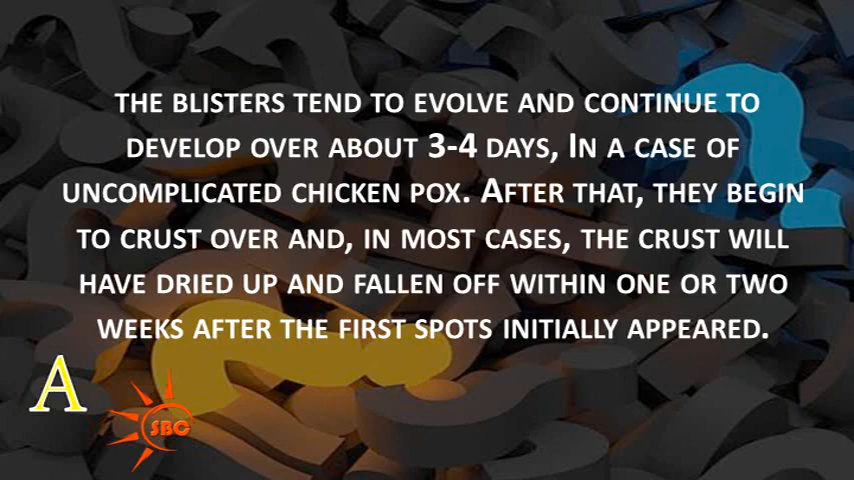 THE BLISTERS TEND TO EVOLVE AND CONTINUE TO
DEVELOP OVER ABOUT 3-4 DAYS, IN A CASE OF
UNCOMPLICATED CHICKEN POX. AFTER THAT, THEY BEGIN
TO CRUST OVER AND, IN MOST CASES, THE CRUST WILL
HAVE DRIED UP AND FALLEN OFF WITHIN ONE OR TWO
WEEKS AFTER THE FIRST SPOTS INITIALLY APPEARED.
A
SBC